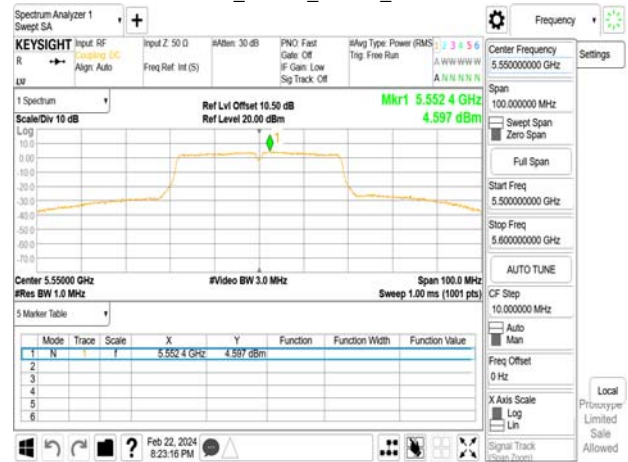 Spectrum Analyzer 1
Swept SA
Frequency
KEYSIGHT
R
Input: RF
Coupling: DC
Align: Auto
Input Z: 50 Ω
Freq Ref: Int (S)
#Atten: 30 dB
PNO: Fast
Gate: Off
IF Gain: Low
Sig Track: Off
#Avg Type: Power (RMS)
Trig: Free Run
1 2 3 4 5 6
A W W W W W
A N N N N N
1 Spectrum
Scale/Div 10 dB
Ref Lvl Offset 10.50 dB
Ref Level 20.00 dBm
Mkr1 5.552 4 GHz
4.597 dBm
Log
1
10.0
0.00
-10.0
-20.0
-30.0
-40.0
-50.0
-60.0
-70.0
Center 5.55000 GHz
#Res BW 1.0 MHz
#Video BW 3.0 MHz
Span 100.0 MHz
Sweep 1.00 ms (1001 pts)
5 Marker Table
Mode Trace Scale X Y Function Function Width Function Value
1 N 1 f 5.552 4 GHz 4.597 dBm
2
3
4
5
6
Feb 22, 2024
8:23:16 PM
Center Frequency
5.550000000 GHz
Settings
Span
100.000000 MHz
Swept Span
Zero Span
Full Span
Start Freq
5.500000000 GHz
Stop Freq
5.600000000 GHz
AUTO TUNE
CF Step
10.000000 MHz
Auto
Man
Freq Offset
0 Hz
X Axis Scale
Log
Lin
Signal Track
(Span Zoom)
Local
Prototype
Limited
Sale
Allowed